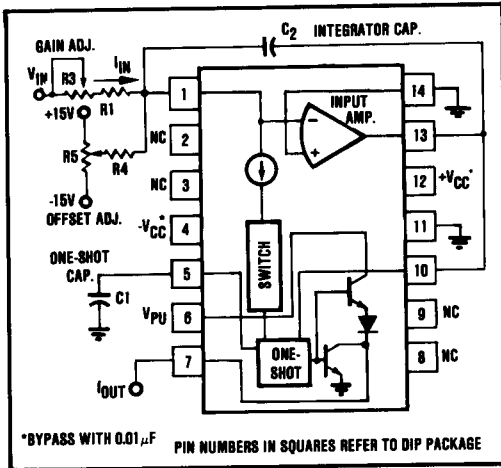 C2 INTEGRATOR CAP.
GAIN ADJ.
VIN
R3
IIN
R1
+15V
R5
R4
-15V
OFFSET ADJ.
1
NC 2
NC 3
-VCC* 4
ONE-SHOT CAP.
5
C1
VPU 6
7
fOUT
INPUT AMP.
−
+
SWITCH
ONE-SHOT
14
13
12 +VCC*
11
10
9 NC
8 NC
*BYPASS WITH 0.01 µF
PIN NUMBERS IN SQUARES REFER TO DIP PACKAGE